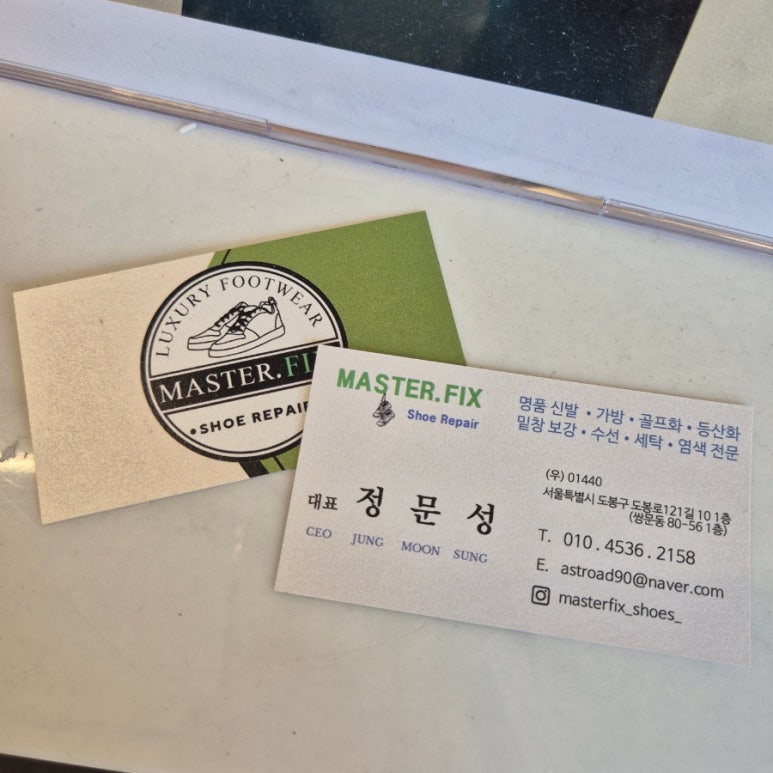 LUXURY FOOTWEAR
MASTER.FI
•SHOE REPAIR
MASTER.FIX
Shoe Repair
명품 신발 • 가방 • 골프화 • 등산화
밑창 보강 • 수선 • 세탁 • 염색 전문
대표 정 문 성
CEO JUNG MOON SUNG
(우) 01440
서울특별시 도봉구 도봉로121길 10 1층
(쌍문동 80-56 1층)
T. 010 . 4536 . 2158
E. astroad90@naver.com
masterfix_shoes_